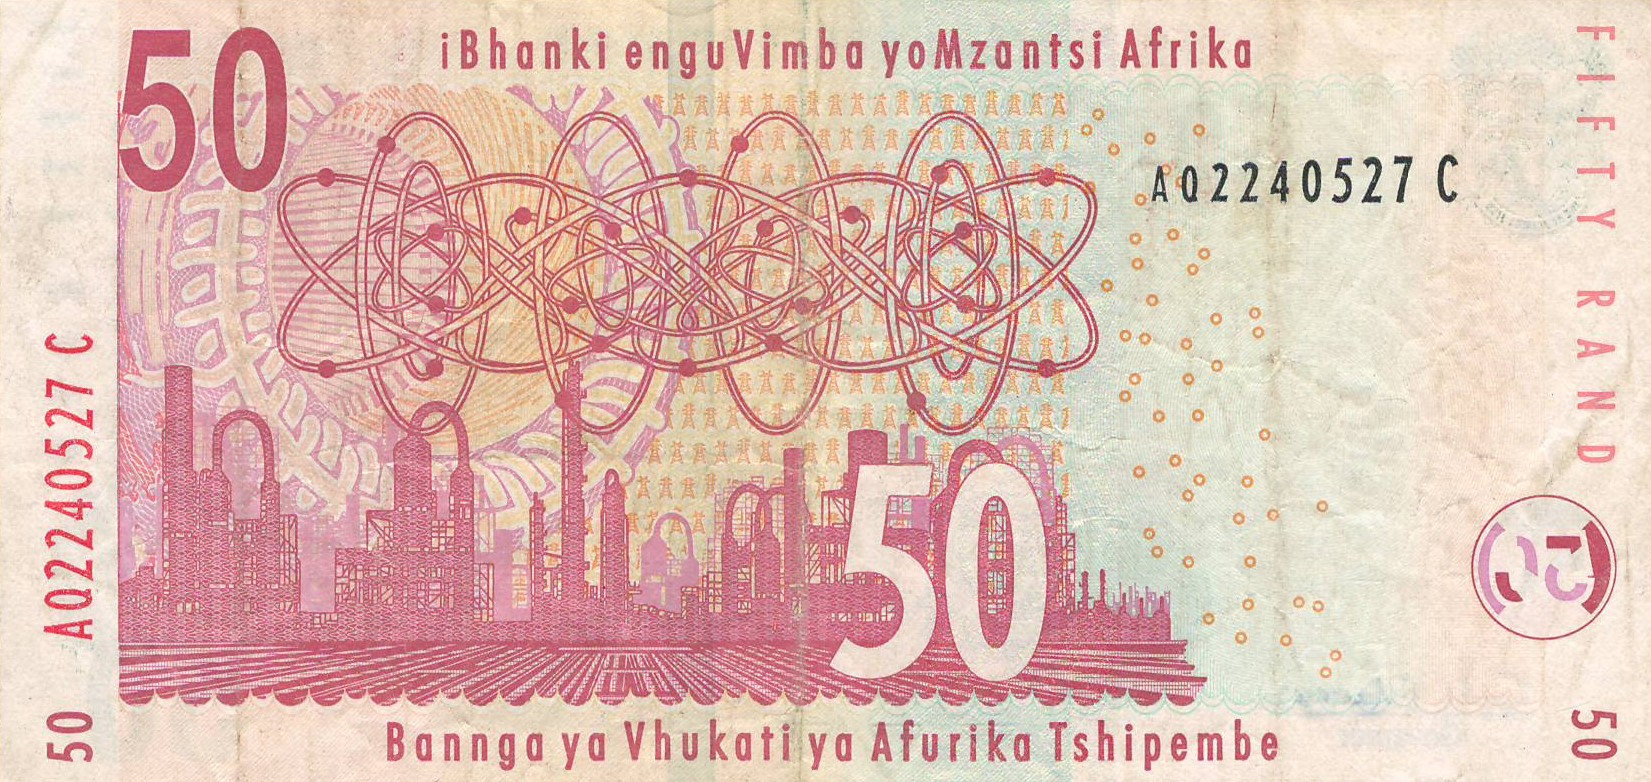 50
iBhanki enguVimba yoMzantsi Afrika
AQ2240527 C
AQ2240527 C
50
50
Bannga ya Vhukati ya Afurika Tshipembe
FIFTY RAND
50